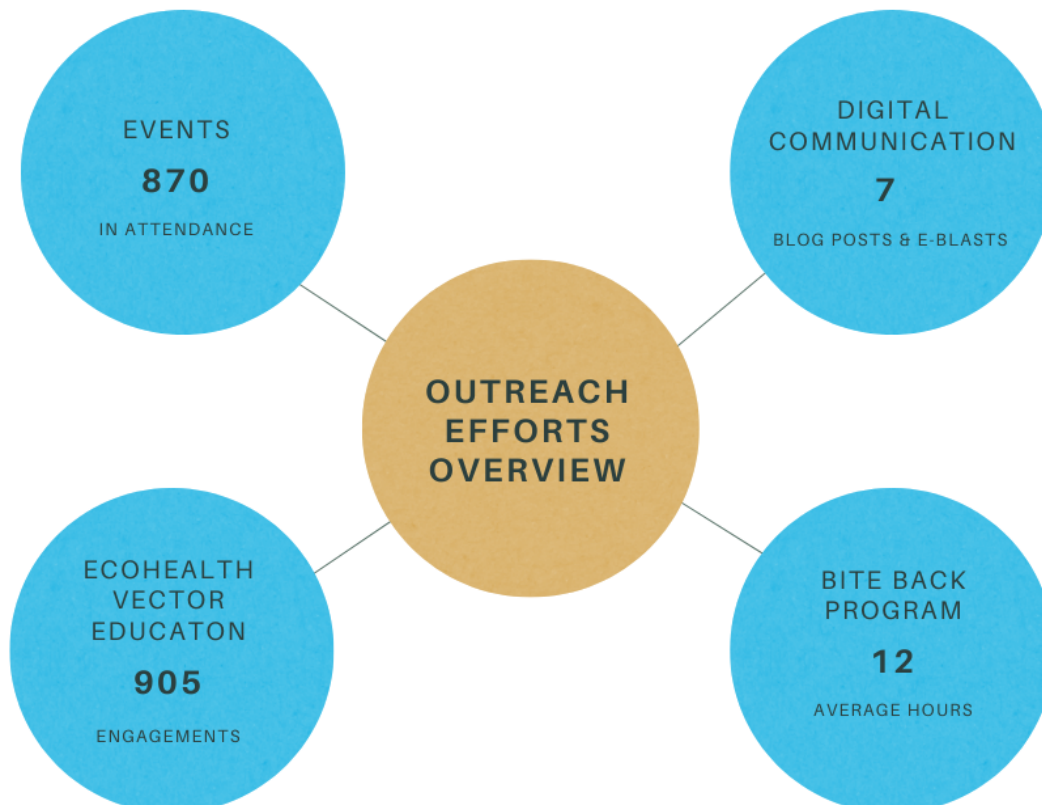 EVENTS
870
IN ATTENDANCE
DIGITAL
COMMUNICATION
7
BLOG POSTS & E-BLASTS
OUTREACH
EFFORTS
OVERVIEW
ECOHEALTH
VECTOR
EDUCATON
905
ENGAGEMENTS
BITE BACK
PROGRAM
12
AVERAGE HOURS